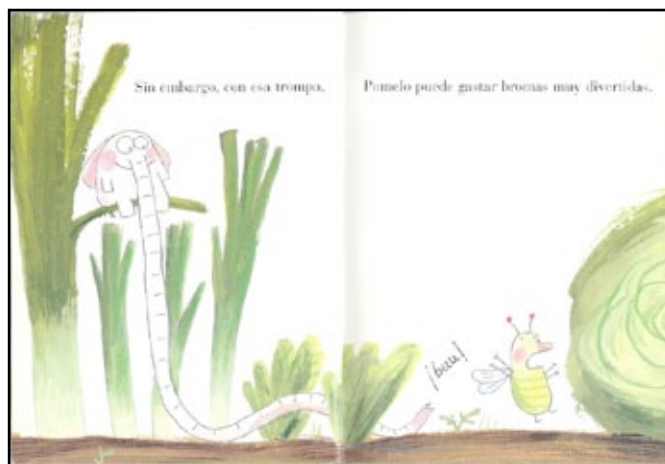 Sin embargo, con esa trompa,
Pomelo puede gastar bromas muy divertidas.
¡buu!